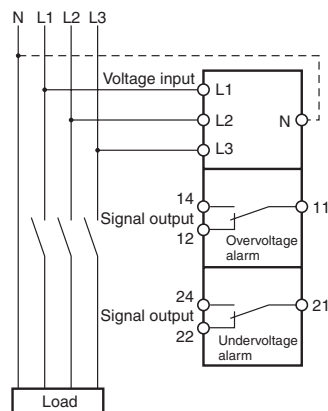 N L1 L2 L3
Voltage input
L1
L2
N
L3
14
11
Signal output
12
Overvoltage
alarm
24
21
Signal output
22
Undervoltage
alarm
Load